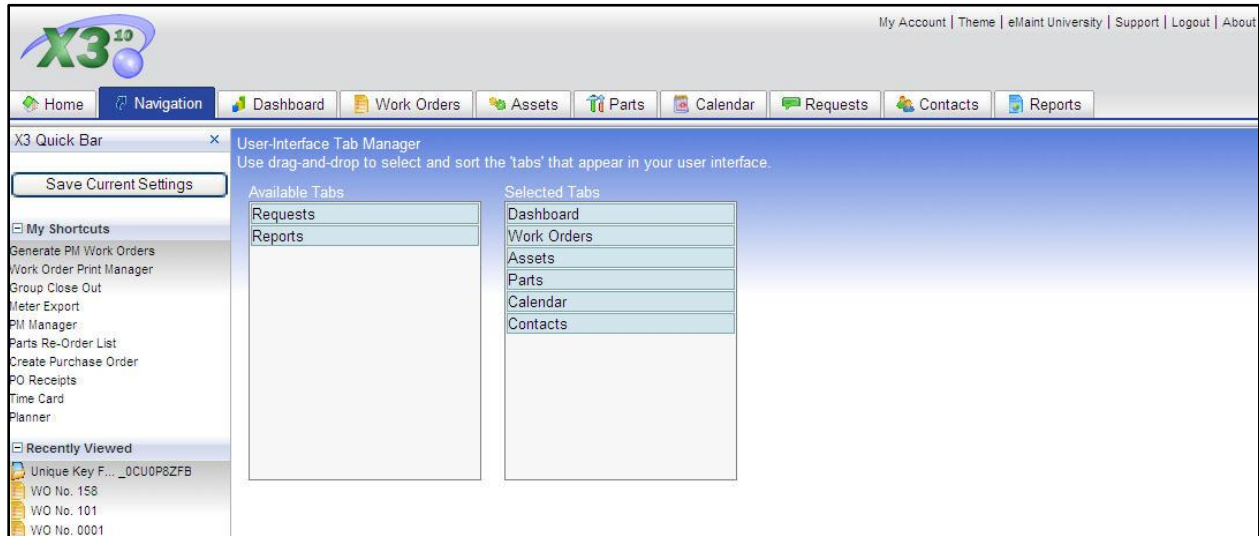 X3 10
My Account | Theme | eMaint University | Support | Logout | About
Home Navigation Dashboard Work Orders Assets Parts Calendar Requests Contacts Reports
X3 Quick Bar ×
Save Current Settings
My Shortcuts
Generate PM Work Orders
Work Order Print Manager
Group Close Out
Meter Export
PM Manager
Parts Re-Order List
Create Purchase Order
PO Receipts
Time Card
Planner
Recently Viewed
Unique Key F... _0CU0P8ZFB
WO No. 158
WO No. 101
WO No. 0001
User-Interface Tab Manager
Use drag-and-drop to select and sort the 'tabs' that appear in your user interface.
Available Tabs
Requests
Reports
Selected Tabs
Dashboard
Work Orders
Assets
Parts
Calendar
Contacts